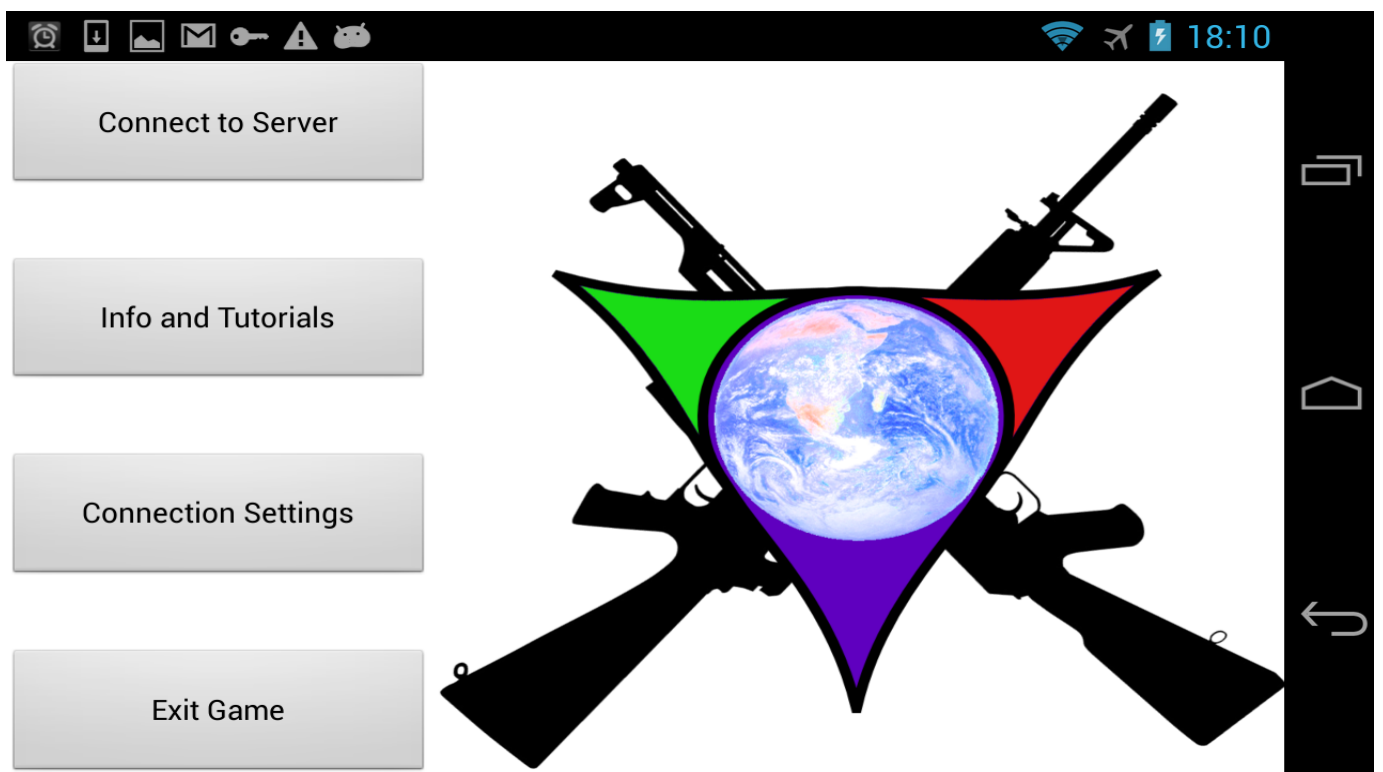 18:10
Connect to Server
Info and Tutorials
Connection Settings
Exit Game